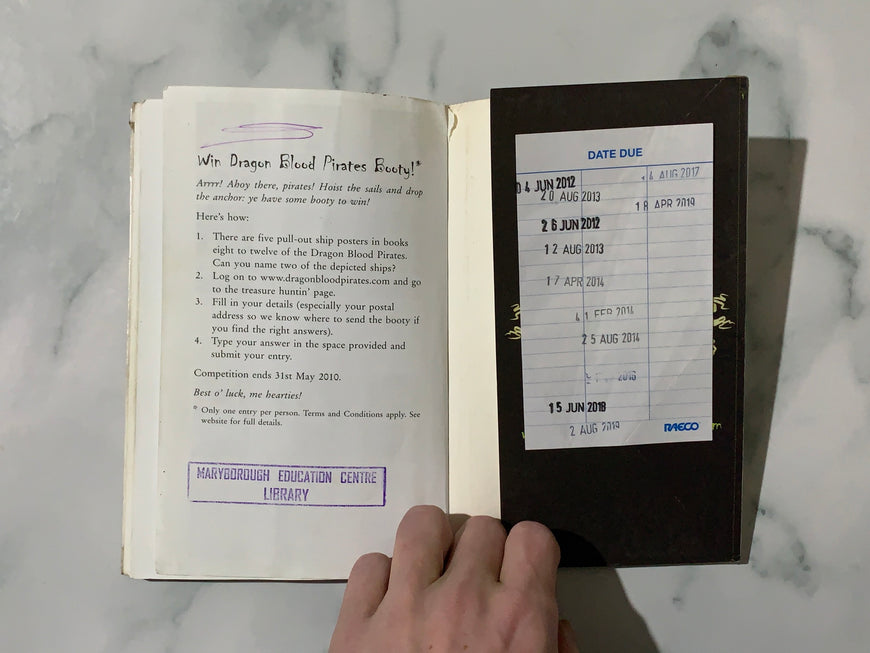 Win Dragon Blood Pirates Booty!*
Arrrr! Ahoy there, pirates! Hoist the sails and drop
the anchor: ye have some booty to win!
Here's how:
1. There are five pull-out ship posters in books
eight to twelve of the Dragon Blood Pirates.
Can you name two of the depicted ships?
2. Log on to www.dragonbloodpirates.com and go
to the treasure huntin' page.
3. Fill in your details (especially your postal
address so we know where to send the booty if
you find the right answers).
4. Type your answer in the space provided and
submit your entry.
Competition ends 31st May 2010.
Best o' luck, me hearties!
* Only one entry per person. Terms and Conditions apply. See
website for full details.
MARYBOROUGH EDUCATION CENTRE
LIBRARY
DATE DUE
04 JUN 2012
20 AUG 2013
26 JUN 2012
12 AUG 2013
17 APR 2014
FEB 2014
25 AUG 2014
2016
15 JUN 2018
2 AUG 2019
AUG 2017
18 APR 2019
RAECO